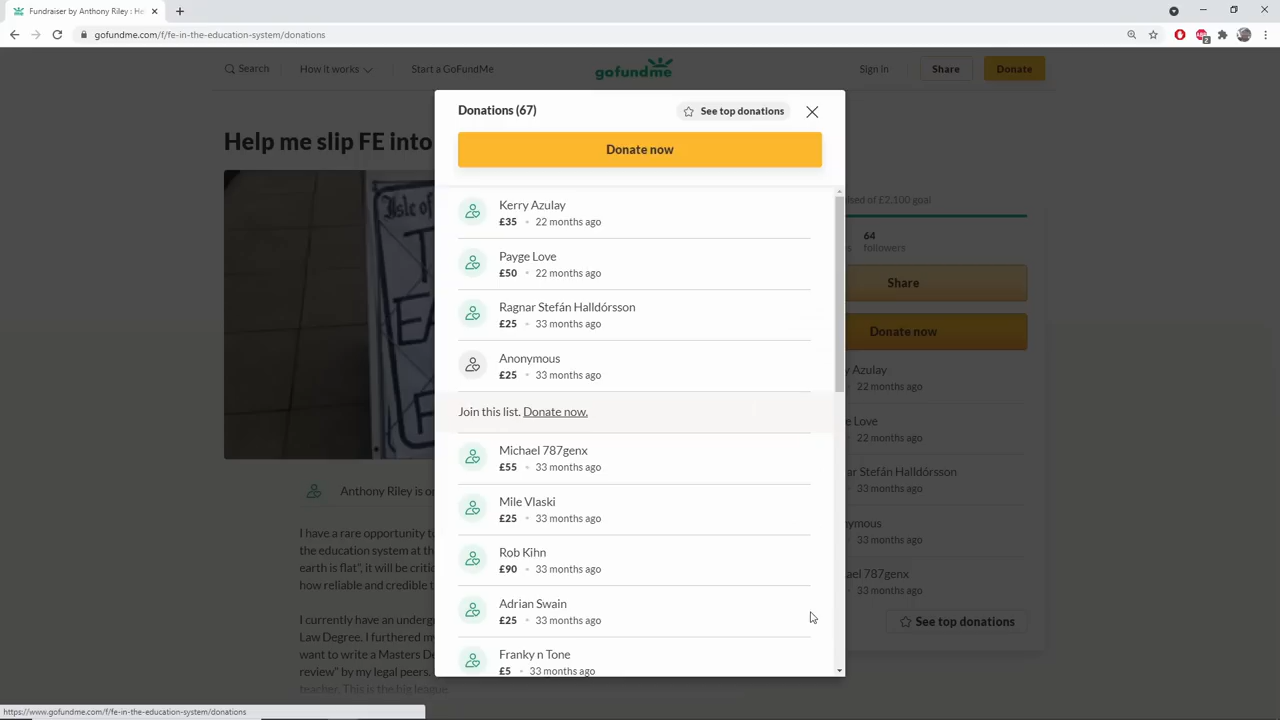 Fundraiser by Anthony Riley : He
gofundme.com/f/fe-in-the-education-system/donations
2
Search
How it works
Start a GoFundMe
gofundme
Sign in
Share
Donate
Help me slip FE into
Isle of
Donations (67)
See top donations
Donate now
Kerry Azulay
£35 • 22 months ago
Payge Love
£50 • 22 months ago
Ragnar Stefán Halldórsson
£25 • 33 months ago
Anonymous
£25 • 33 months ago
Join this list. Donate now.
Michael 787genx
£55 • 33 months ago
Mile Vlaski
£25 • 33 months ago
Rob Kihn
£90 • 33 months ago
Adrian Swain
£25 • 33 months ago
Franky n Tone
£5 • 33 months ago
ised of £2,100 goal
64
s followers
Share
Donate now
y Azulay
22 months ago
e Love
22 months ago
ar Stefán Halldórsson
33 months ago
ymous
33 months ago
ael 787genx
33 months ago
See top donations
Anthony Riley is or
I have a rare opportunity t
the education system at th
earth is flat", it will be critic
how reliable and credible t
I currently have an underg
Law Degree. I furthered m
want to write a Masters De
review" by my legal peers.
teacher. This is the big league
https://www.gofundme.com/f/fe-in-the-education-system/donations